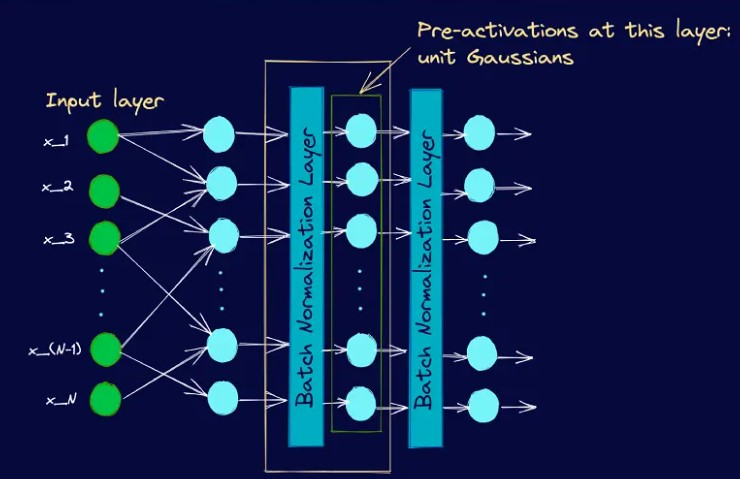 Pre-activations at this layer:
unit Gaussians
Input layer
x_1
x_2
x_3
x_(N-1)
x_N
Batch Normalization Layer
Batch Normalization Layer